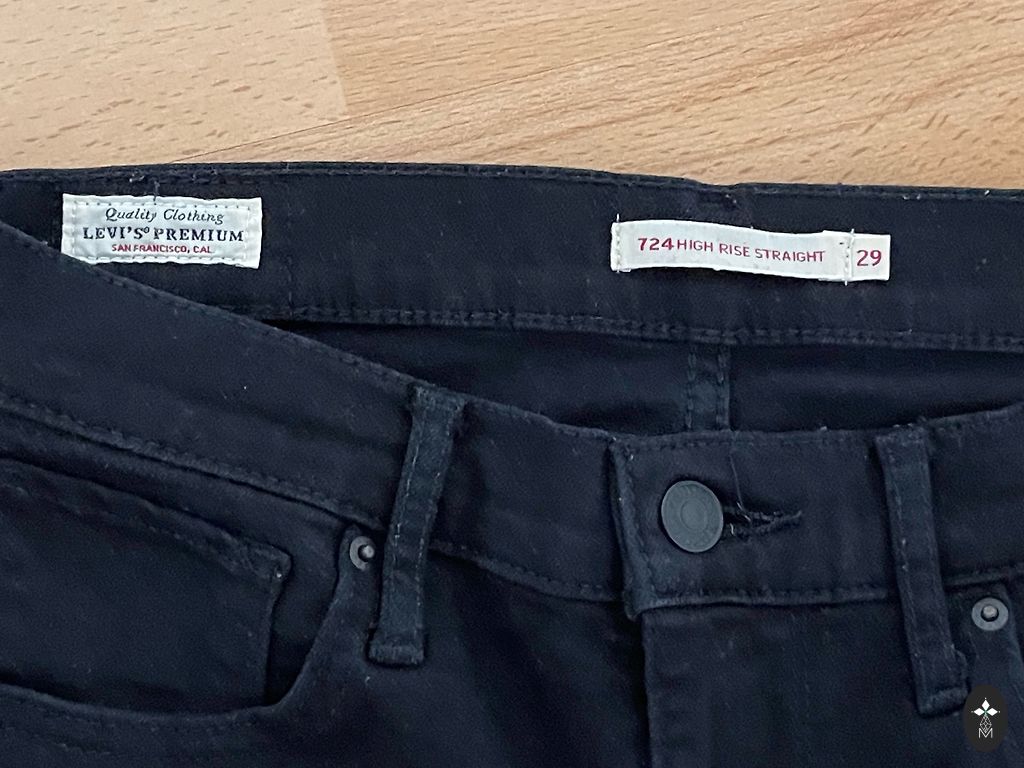 Quality Clothing
LEVI'S® PREMIUM
SAN FRANCISCO, CAL
724 HIGH RISE STRAIGHT 29
M